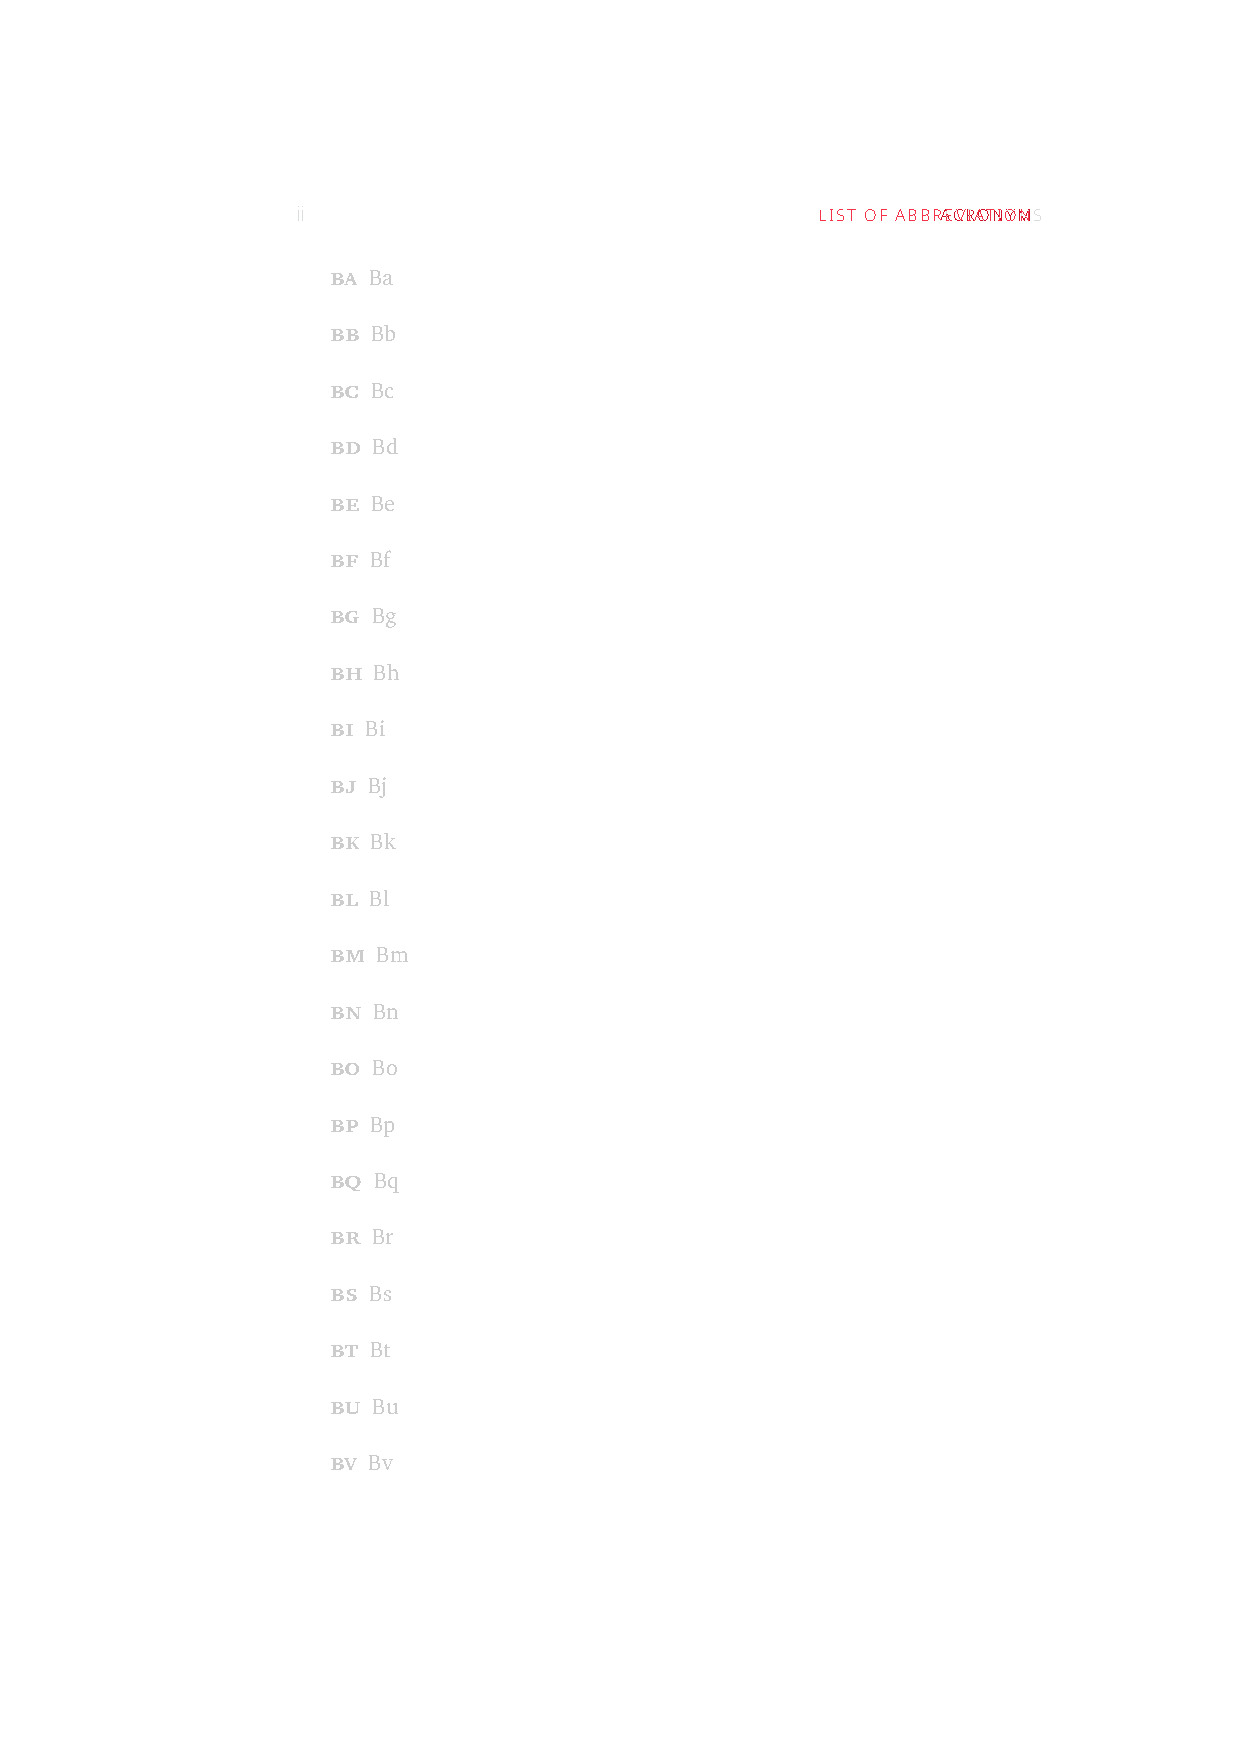 ii LIST OF
BA Ba
BB Bb
BC Bc
BD Bd
BE Be
BF Bf
BG Bg
BH Bh
BI Bi
BJ Bj
BK Bk
BL Bl
BM Bm
BN Bn
BO Bo
BP Bp
BQ Bq
BR Br
BS Bs
BT Bt
BU Bu
BV Bv